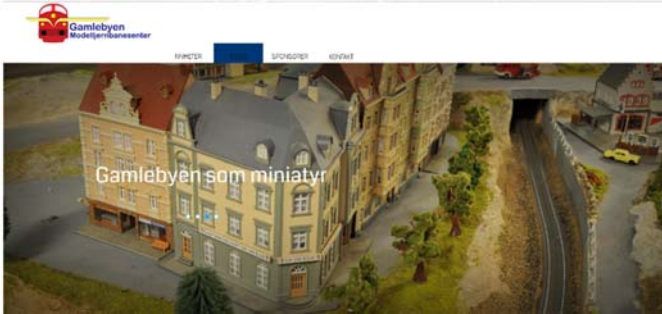 Gamlebyen
Modelljernbanesenter
NYHETER SPONSORER KONTAKT
Gamlebyen som miniatyr